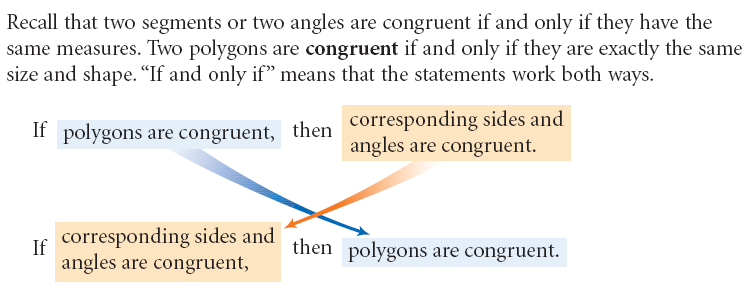 Recall that two segments or two angles are congruent if and only if they have the
same measures. Two polygons are congruent if and only if they are exactly the same
size and shape. “If and only if” means that the statements work both ways.
If polygons are congruent, then corresponding sides and
angles are congruent.
If corresponding sides and
angles are congruent, then polygons are congruent.